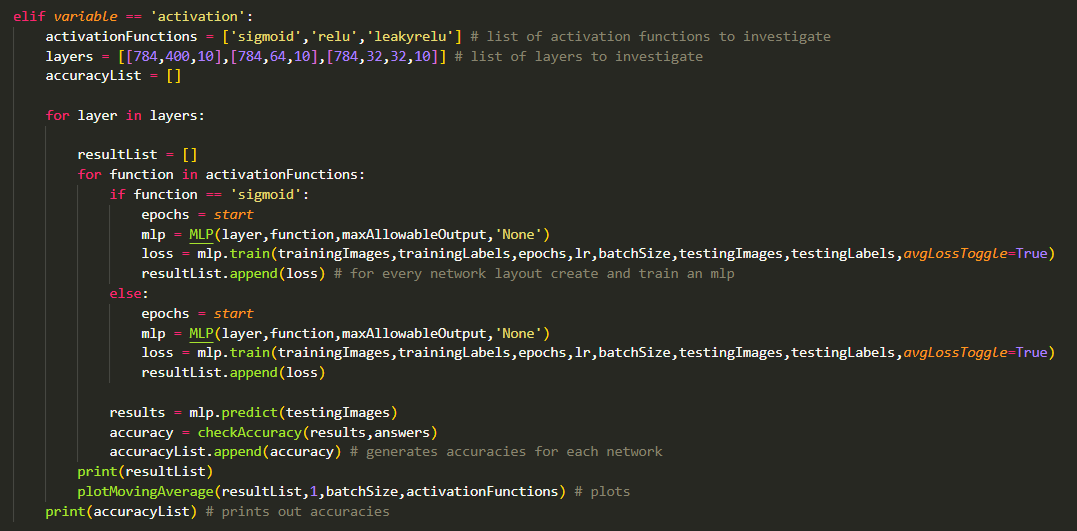 elif variable == 'activation':
    activationFunctions = ['sigmoid','relu','leakyrelu'] # list of activation functions to investigate
    layers = [[784,400,10],[784,64,10],[784,32,32,10]] # list of layers to investigate
    accuracyList = []

    for layer in layers:

        resultList = []
        for function in activationFunctions:
            if function == 'sigmoid':
                epochs = start
                mlp = MLP(layer,function,maxAllowableOutput,'None')
                loss = mlp.train(trainingImages,trainingLabels,epochs,lr,batchSize,testingImages,testingLabels,avgLossToggle=True)
                resultList.append(loss) # for every network layout create and train an mlp
            else:
                epochs = start
                mlp = MLP(layer,function,maxAllowableOutput,'None')
                loss = mlp.train(trainingImages,trainingLabels,epochs,lr,batchSize,testingImages,testingLabels,avgLossToggle=True)
                resultList.append(loss)

            results = mlp.predict(testingImages)
            accuracy = checkAccuracy(results,answers)
            accuracyList.append(accuracy) # generates accuracies for each network
        print(resultList)
        plotMovingAverage(resultList,1,batchSize,activationFunctions) # plots
    print(accuracyList) # prints out accuracies